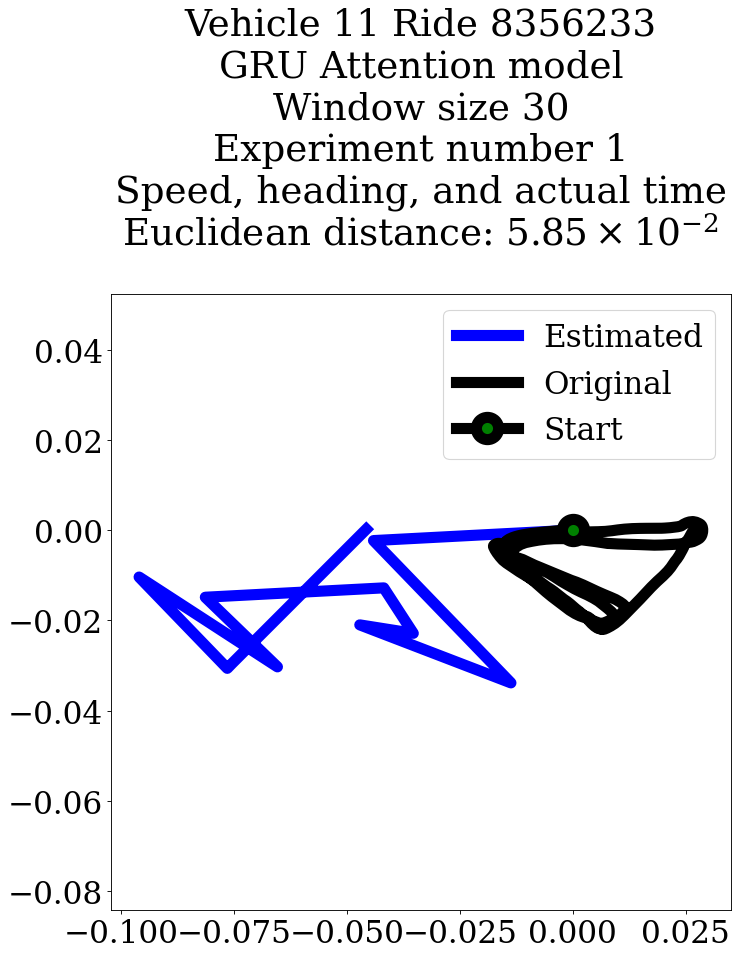 Vehicle 11 Ride 8356233
GRU Attention model
Window size 30
Experiment number 1
Speed, heading, and actual time
Euclidean distance: 5.85 × 10⁻²
Estimated
Original
Start
0.04
0.02
0.00
−0.02
−0.04
−0.06
−0.08
−0.100 −0.075 −0.050 −0.025 0.000 0.025